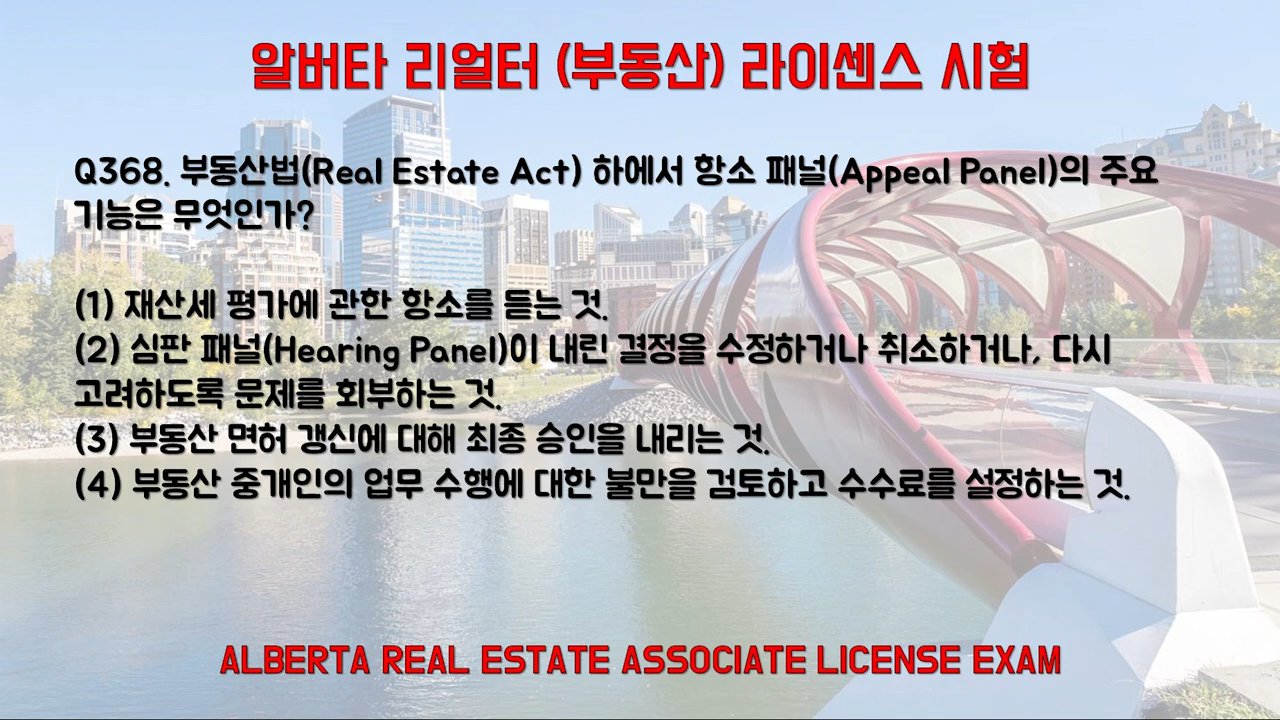 알버타 리얼터 (부동산) 라이센스 시험
Q368. 부동산법(Real Estate Act) 하에서 항소 패널(Appeal Panel)의 주요
기능은 무엇인가?
(1) 재산세 평가에 관한 항소를 듣는 것.
(2) 심판 패널(Hearing Panel)이 내린 결정을 수정하거나 취소하거나, 다시
고려하도록 문제를 회부하는 것.
(3) 부동산 면허 갱신에 대해 최종 승인을 내리는 것.
(4) 부동산 중개인의 업무 수행에 대한 불만을 검토하고 수수료를 설정하는 것.
ALBERTA REAL ESTATE ASSOCIATE LICENSE EXAM